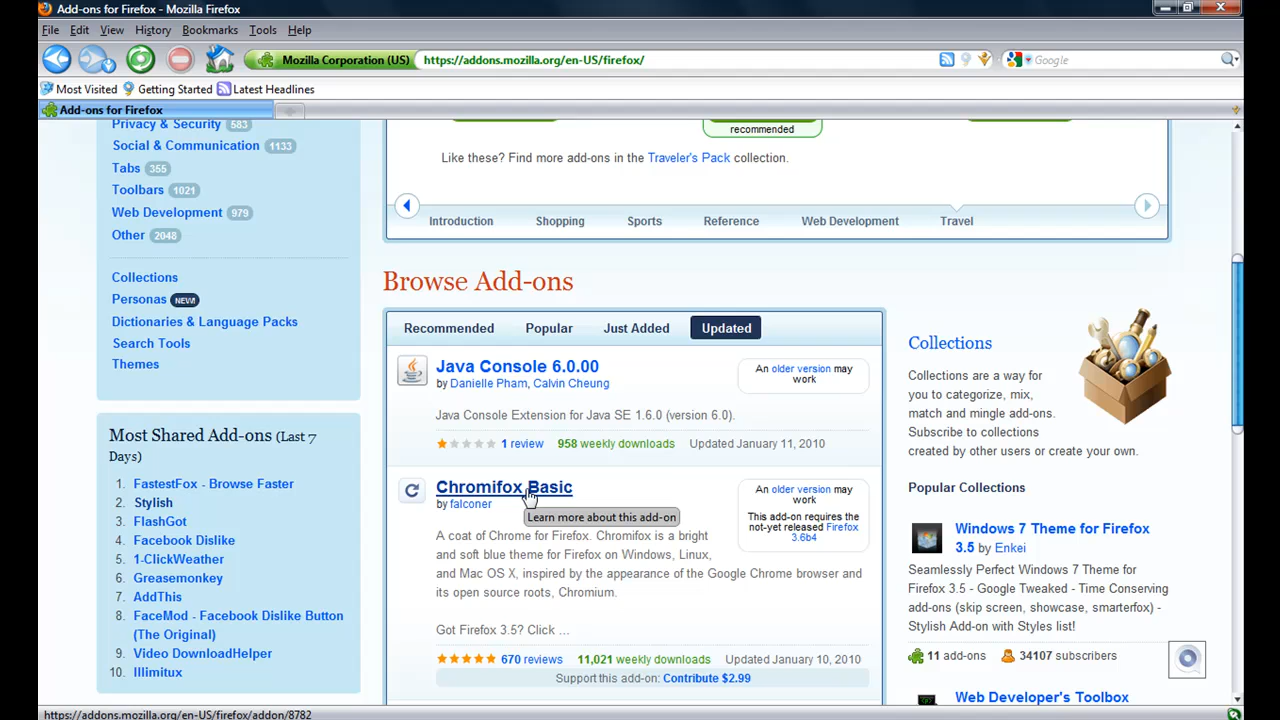 Add-ons for Firefox - Mozilla Firefox
File Edit View History Bookmarks Tools Help
Mozilla Corporation (US) https://addons.mozilla.org/en-US/firefox/ Google
Most Visited Getting Started Latest Headlines
Add-ons for Firefox
Privacy & Security 583
Social & Communication 1133
Tabs 355
Toolbars 1021
Web Development 979
Other 2048
Collections
Personas NEW!
Dictionaries & Language Packs
Search Tools
Themes
Most Shared Add-ons (Last 7
Days)
1. FastestFox - Browse Faster
2. Stylish
3. FlashGot
4. Facebook Dislike
5. 1-ClickWeather
6. Greasemonkey
7. AddThis
8. FaceMod - Facebook Dislike Button
(The Original)
9. Video DownloadHelper
10. Illimitux
recommended
Like these? Find more add-ons in the Traveler's Pack collection.
Introduction Shopping Sports Reference Web Development Travel
Browse Add-ons
Recommended Popular Just Added Updated
Java Console 6.0.00
by Danielle Pham, Calvin Cheung
An older version may
work
Java Console Extension for Java SE 1.6.0 (version 6.0).
1 review 958 weekly downloads Updated January 11, 2010
Chromifox Basic
by falconer
Learn more about this add-on
An older version may
work
This add-on requires the
not-yet released Firefox
3.6b4
A coat of Chrome for Firefox. Chromifox is a bright
and soft blue theme for Firefox on Windows, Linux,
and Mac OS X, inspired by the appearance of the Google Chrome browser and
its open source roots, Chromium.
Got Firefox 3.5? Click ...
670 reviews 11,021 weekly downloads Updated January 10, 2010
Support this add-on: Contribute $2.99
Collections
Collections are a way for
you to categorize, mix,
match and mingle add-ons.
Subscribe to collections
created by other users or create your own.
Popular Collections
Windows 7 Theme for Firefox
3.5 by Enkei
Seamlessly Perfect Windows 7 Theme for
Firefox 3.5 - Google Tweaked - Time Conserving
add-ons (skip screen, showcase, smarterfox) -
Stylish Add-on with Styles list!
11 add-ons 34107 subscribers
Web Developer's Toolbox
https://addons.mozilla.org/en-US/firefox/addon/8782